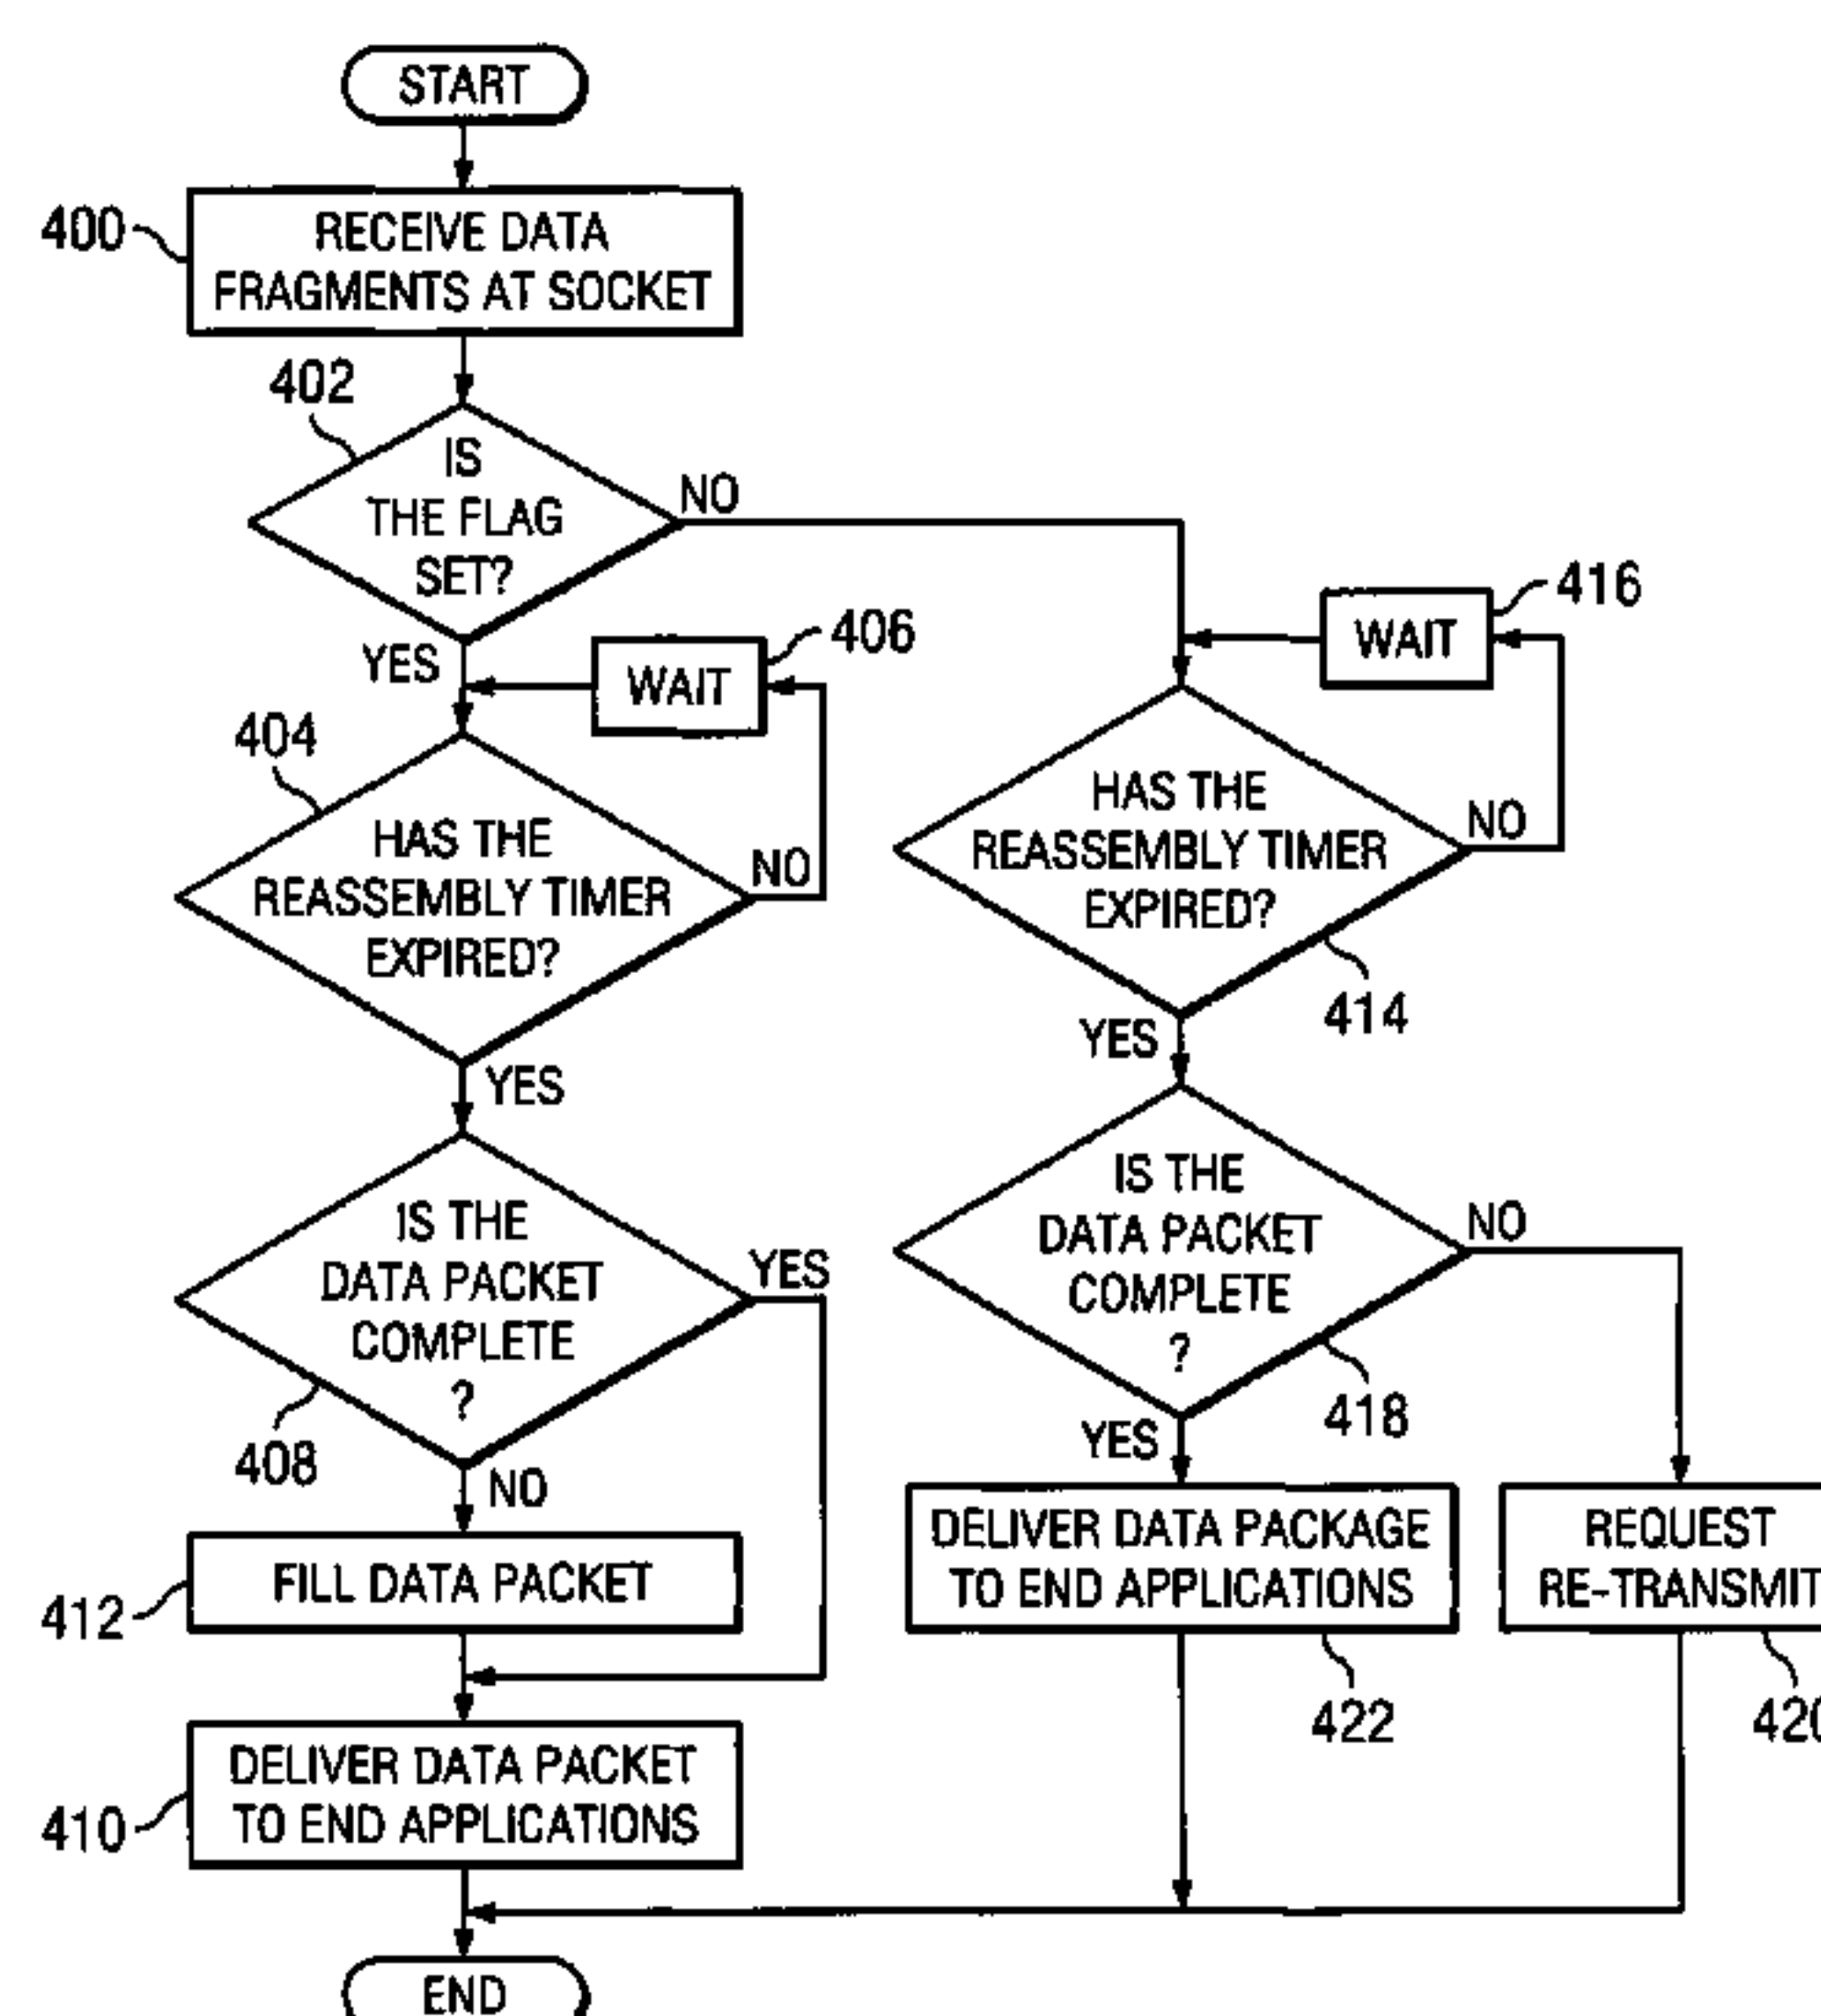 START
400
RECEIVE DATA
FRAGMENTS AT SOCKET
402
IS
THE FLAG
SET?
NO
YES
WAIT
406
404
HAS THE
REASSEMBLY TIMER
EXPIRED?
NO
YES
IS THE
DATA PACKET
COMPLETE
?
YES
408
NO
412
FILL DATA PACKET
410
DELIVER DATA PACKET
TO END APPLICATIONS
WAIT
416
HAS THE
REASSEMBLY TIMER
EXPIRED?
NO
414
YES
IS THE
DATA PACKET
COMPLETE
?
NO
418
YES
DELIVER DATA PACKAGE
TO END APPLICATIONS
422
REQUEST
RE-TRANSMIT
420
END